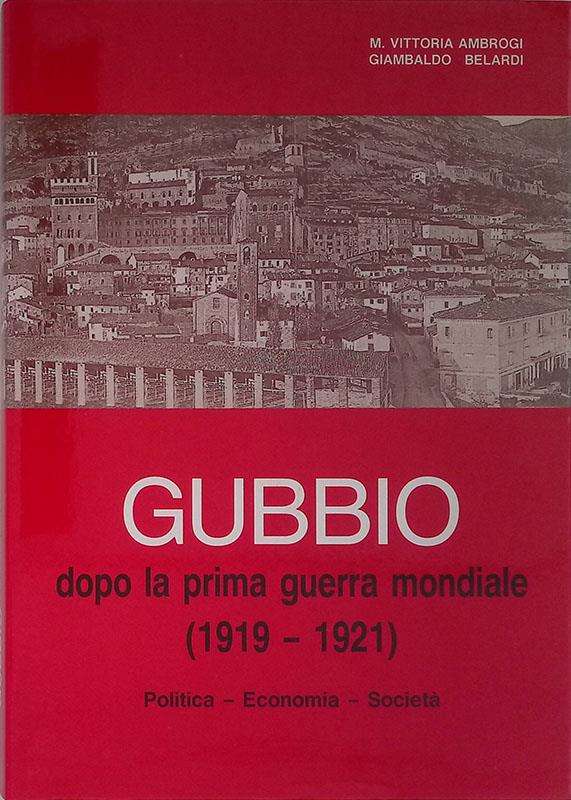 M. VITTORIA AMBROGI
GIAMBALDO BELARDI
GUBBIO
dopo la prima guerra mondiale
(1919 – 1921)
Politica – Economia – Società